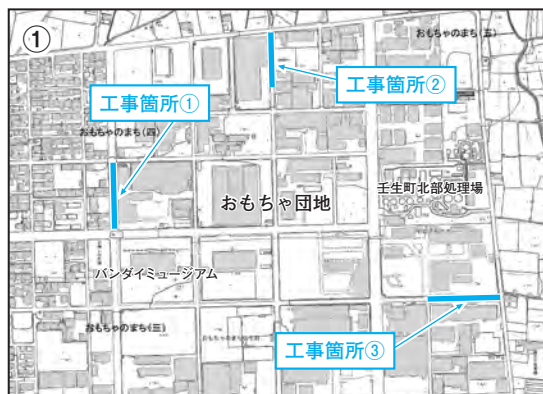 ①
おもちゃのまち(五)
工事箇所②
工事箇所①
おもちゃのまち(四)
壬生町北部処理場
おもちゃ団地
バンダイミュージアム
おもちゃのまち(三)
工事箇所③